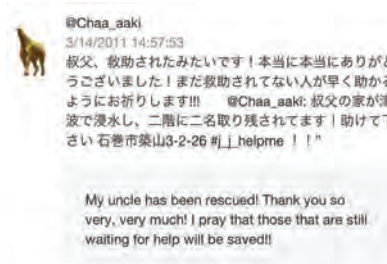 @Chaa_aaki
3/14/2011 14:57:53
叔父、救助されたみたいです！本当に本当にありがと
うございました！まだ救助されてない人が早く助かる
ようにお祈りします!!! @Chaa_aaki: 叔父の家が津
波で浸水し、二階に二名取り残されてます！助けて下
さい 石巻市築山3-2-26 #j_j_helpme ！！"
My uncle has been rescued! Thank you so
very, very much! I pray that those that are still
waiting for help will be saved!!